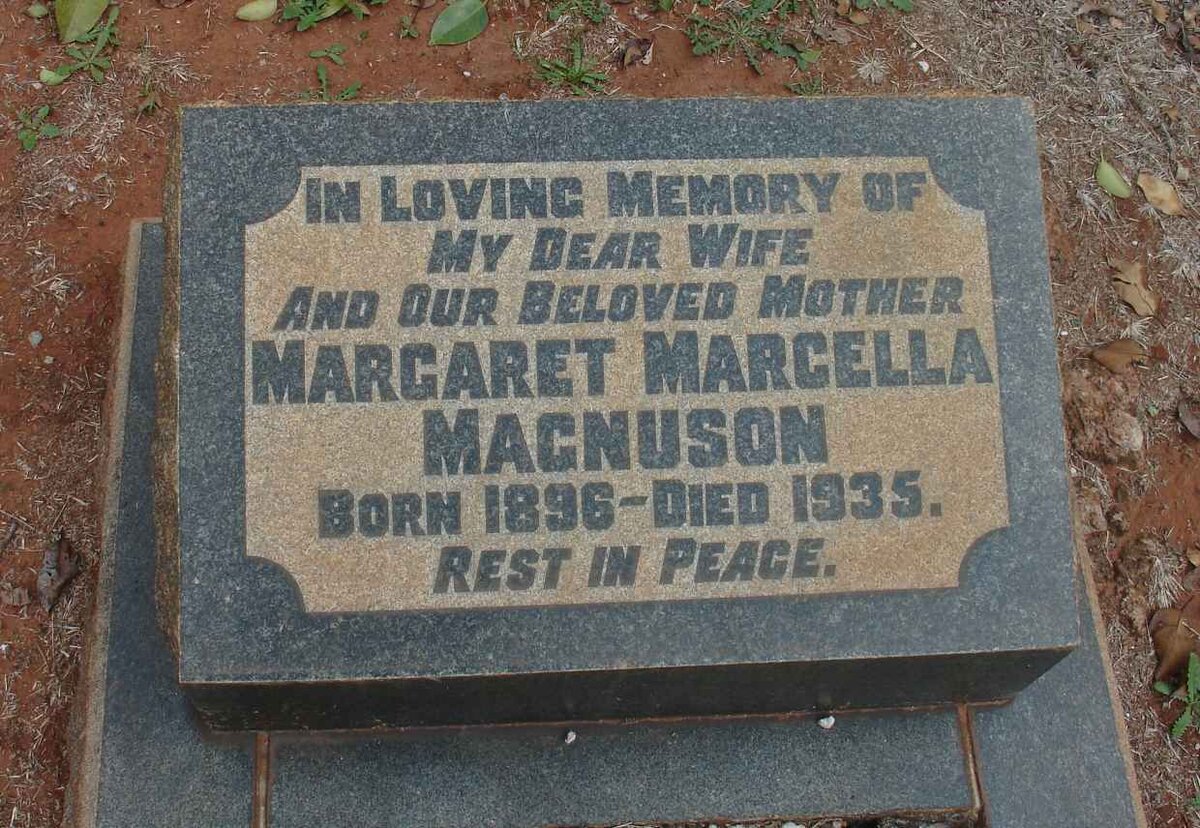 IN LOVING MEMORY OF
MY DEAR WIFE
AND OUR BELOVED MOTHER
MARGARET MARCELLA
MAGNUSON
BORN 1896-DIED 1935.
REST IN PEACE.